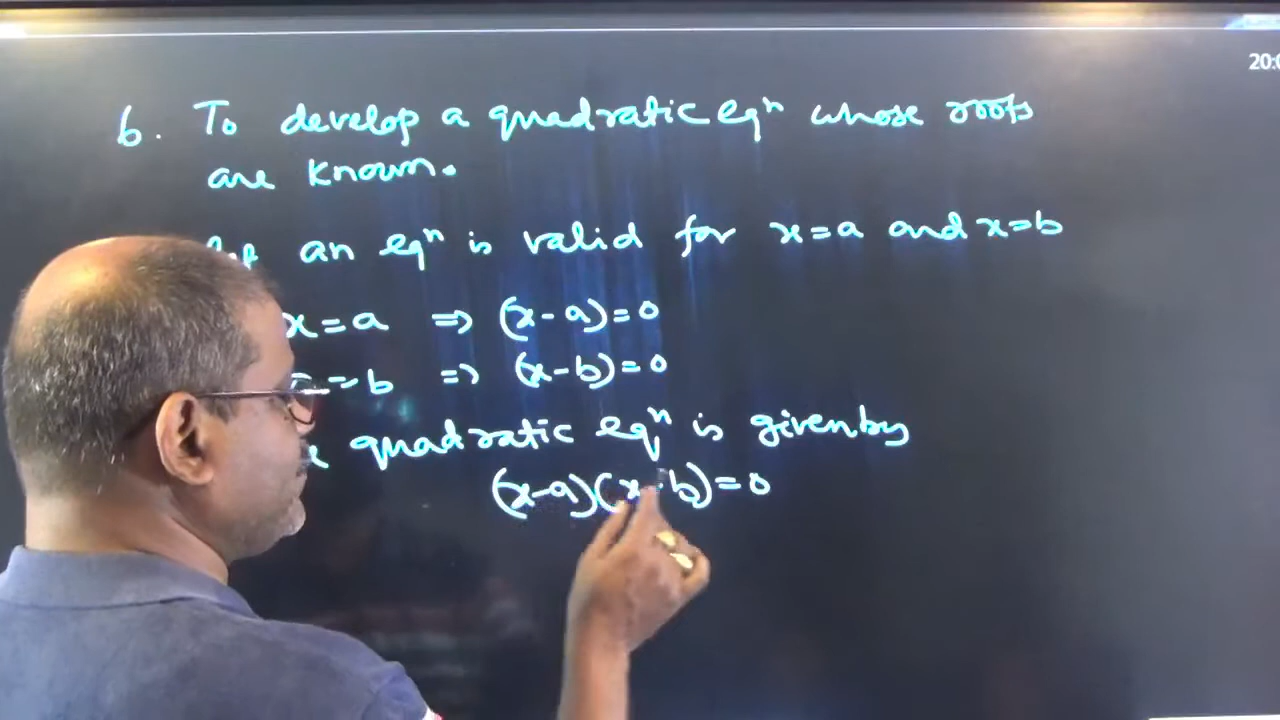 20:0
6. To develop a quadratic eqⁿ whose roots
are known.
an eqⁿ is valid for x=a and x=b
x=a ⇒ (x-a)=0
=b ⇒ (x-b)=0
quadratic eqⁿ is given by
(x-a)(x-b)=0